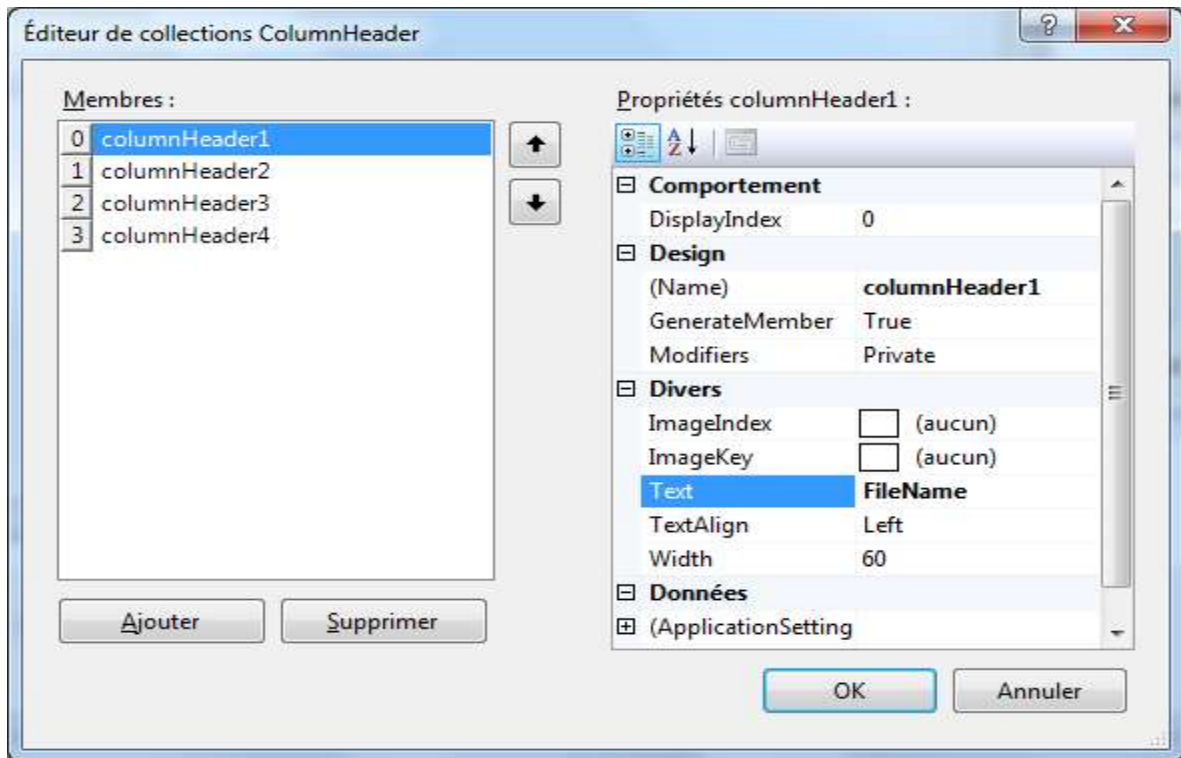 Éditeur de collections ColumnHeader
Membres :
0 columnHeader1
1 columnHeader2
2 columnHeader3
3 columnHeader4
Ajouter
Supprimer
Propriétés columnHeader1 :
Comportement
DisplayIndex 0
Design
(Name) columnHeader1
GenerateMember True
Modifiers Private
Divers
ImageIndex (aucun)
ImageKey (aucun)
Text FileName
TextAlign Left
Width 60
Données
(ApplicationSetting
OK
Annuler